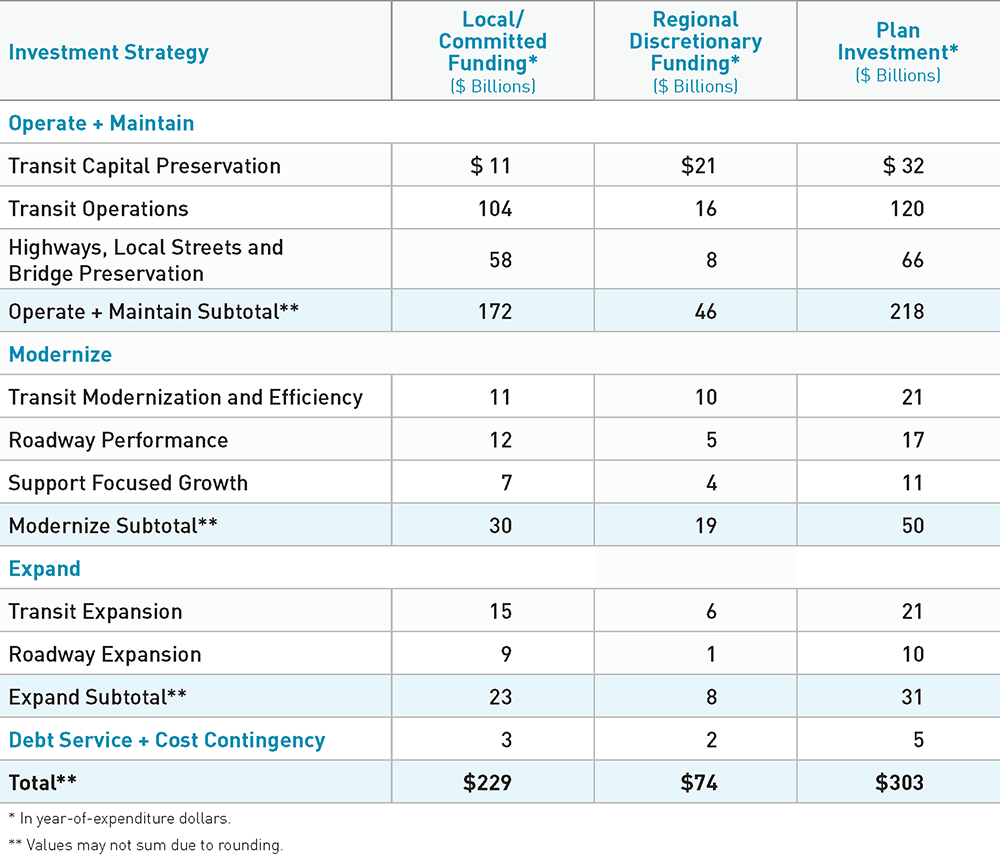 Investment Strategy
Local/
Committed
Funding*
($ Billions)
Regional
Discretionary
Funding*
($ Billions)
Plan
Investment*
($ Billions)
Operate + Maintain
Transit Capital Preservation $ 11 $21 $ 32
Transit Operations 104 16 120
Highways, Local Streets and
Bridge Preservation 58 8 66
Operate + Maintain Subtotal** 172 46 218
Modernize
Transit Modernization and Efficiency 11 10 21
Roadway Performance 12 5 17
Support Focused Growth 7 4 11
Modernize Subtotal** 30 19 50
Expand
Transit Expansion 15 6 21
Roadway Expansion 9 1 10
Expand Subtotal** 23 8 31
Debt Service + Cost Contingency 3 2 5
Total** $229 $74 $303
* In year-of-expenditure dollars.
** Values may not sum due to rounding.